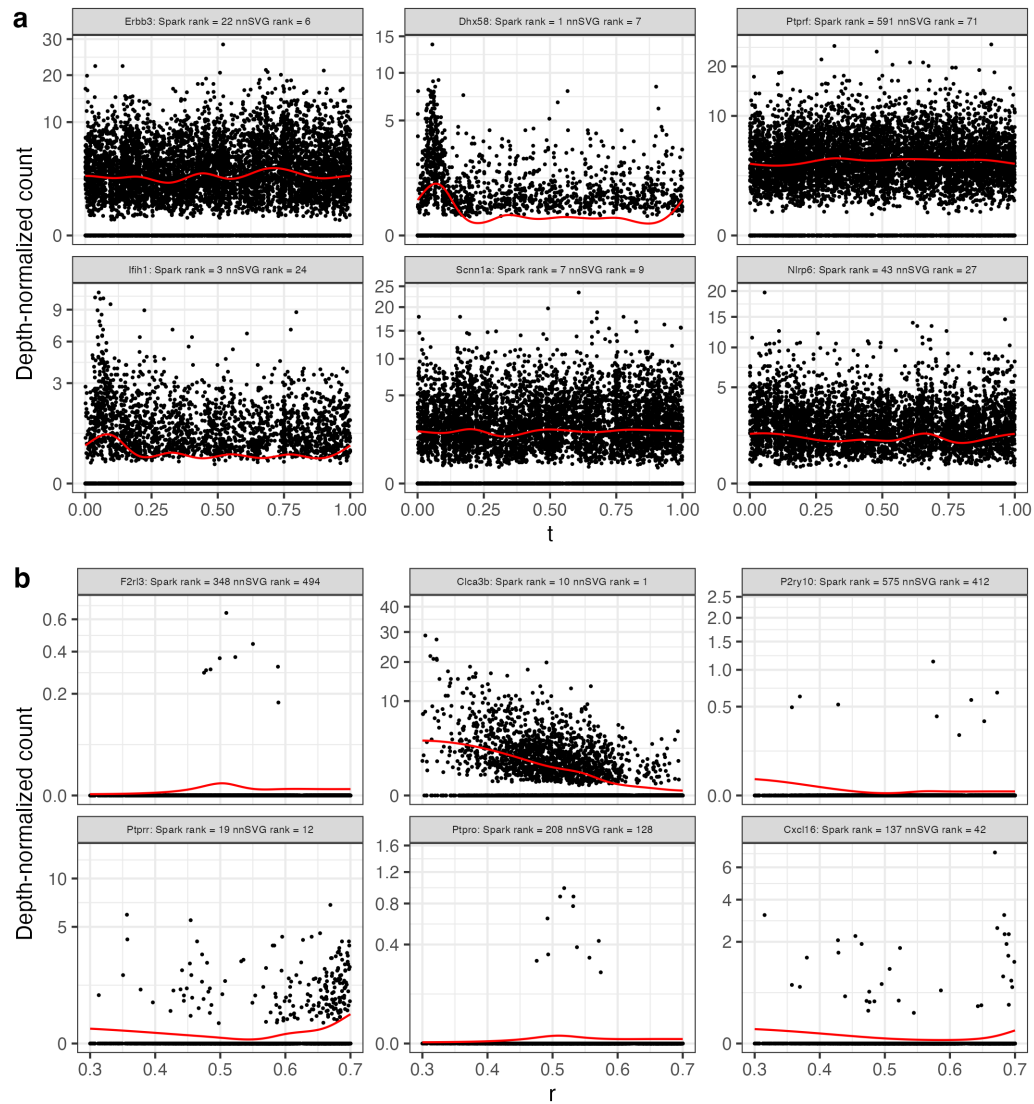 a
Erbb3: Spark rank = 22 nnSVG rank = 6
Dhx58: Spark rank = 1 nnSVG rank = 7
Ptprf: Spark rank = 591 nnSVG rank = 71
30
20
10
0
15
10
5
0
20
10
0
Depth-normalized count
Ifih1: Spark rank = 3 nnSVG rank = 24
Scnn1a: Spark rank = 7 nnSVG rank = 9
Nlrp6: Spark rank = 43 nnSVG rank = 27
9
6
3
0
25
20
15
10
5
0
20
15
10
5
0
0.00 0.25 0.50 0.75 1.00
0.00 0.25 0.50 0.75 1.00
0.00 0.25 0.50 0.75 1.00
t
b
F2rl3: Spark rank = 348 nnSVG rank = 494
Clca3b: Spark rank = 10 nnSVG rank = 1
P2ry10: Spark rank = 575 nnSVG rank = 412
0.6
0.4
0.2
0.0
40
30
20
10
0
2.5
2.0
1.5
1.0
0.5
0.0
Depth-normalized count
Ptprr: Spark rank = 19 nnSVG rank = 12
Ptpro: Spark rank = 208 nnSVG rank = 128
Cxcl16: Spark rank = 137 nnSVG rank = 42
10
5
0
1.6
1.2
0.8
0.4
0.0
6
4
2
0
0.3 0.4 0.5 0.6 0.7
0.3 0.4 0.5 0.6 0.7
0.3 0.4 0.5 0.6 0.7
r